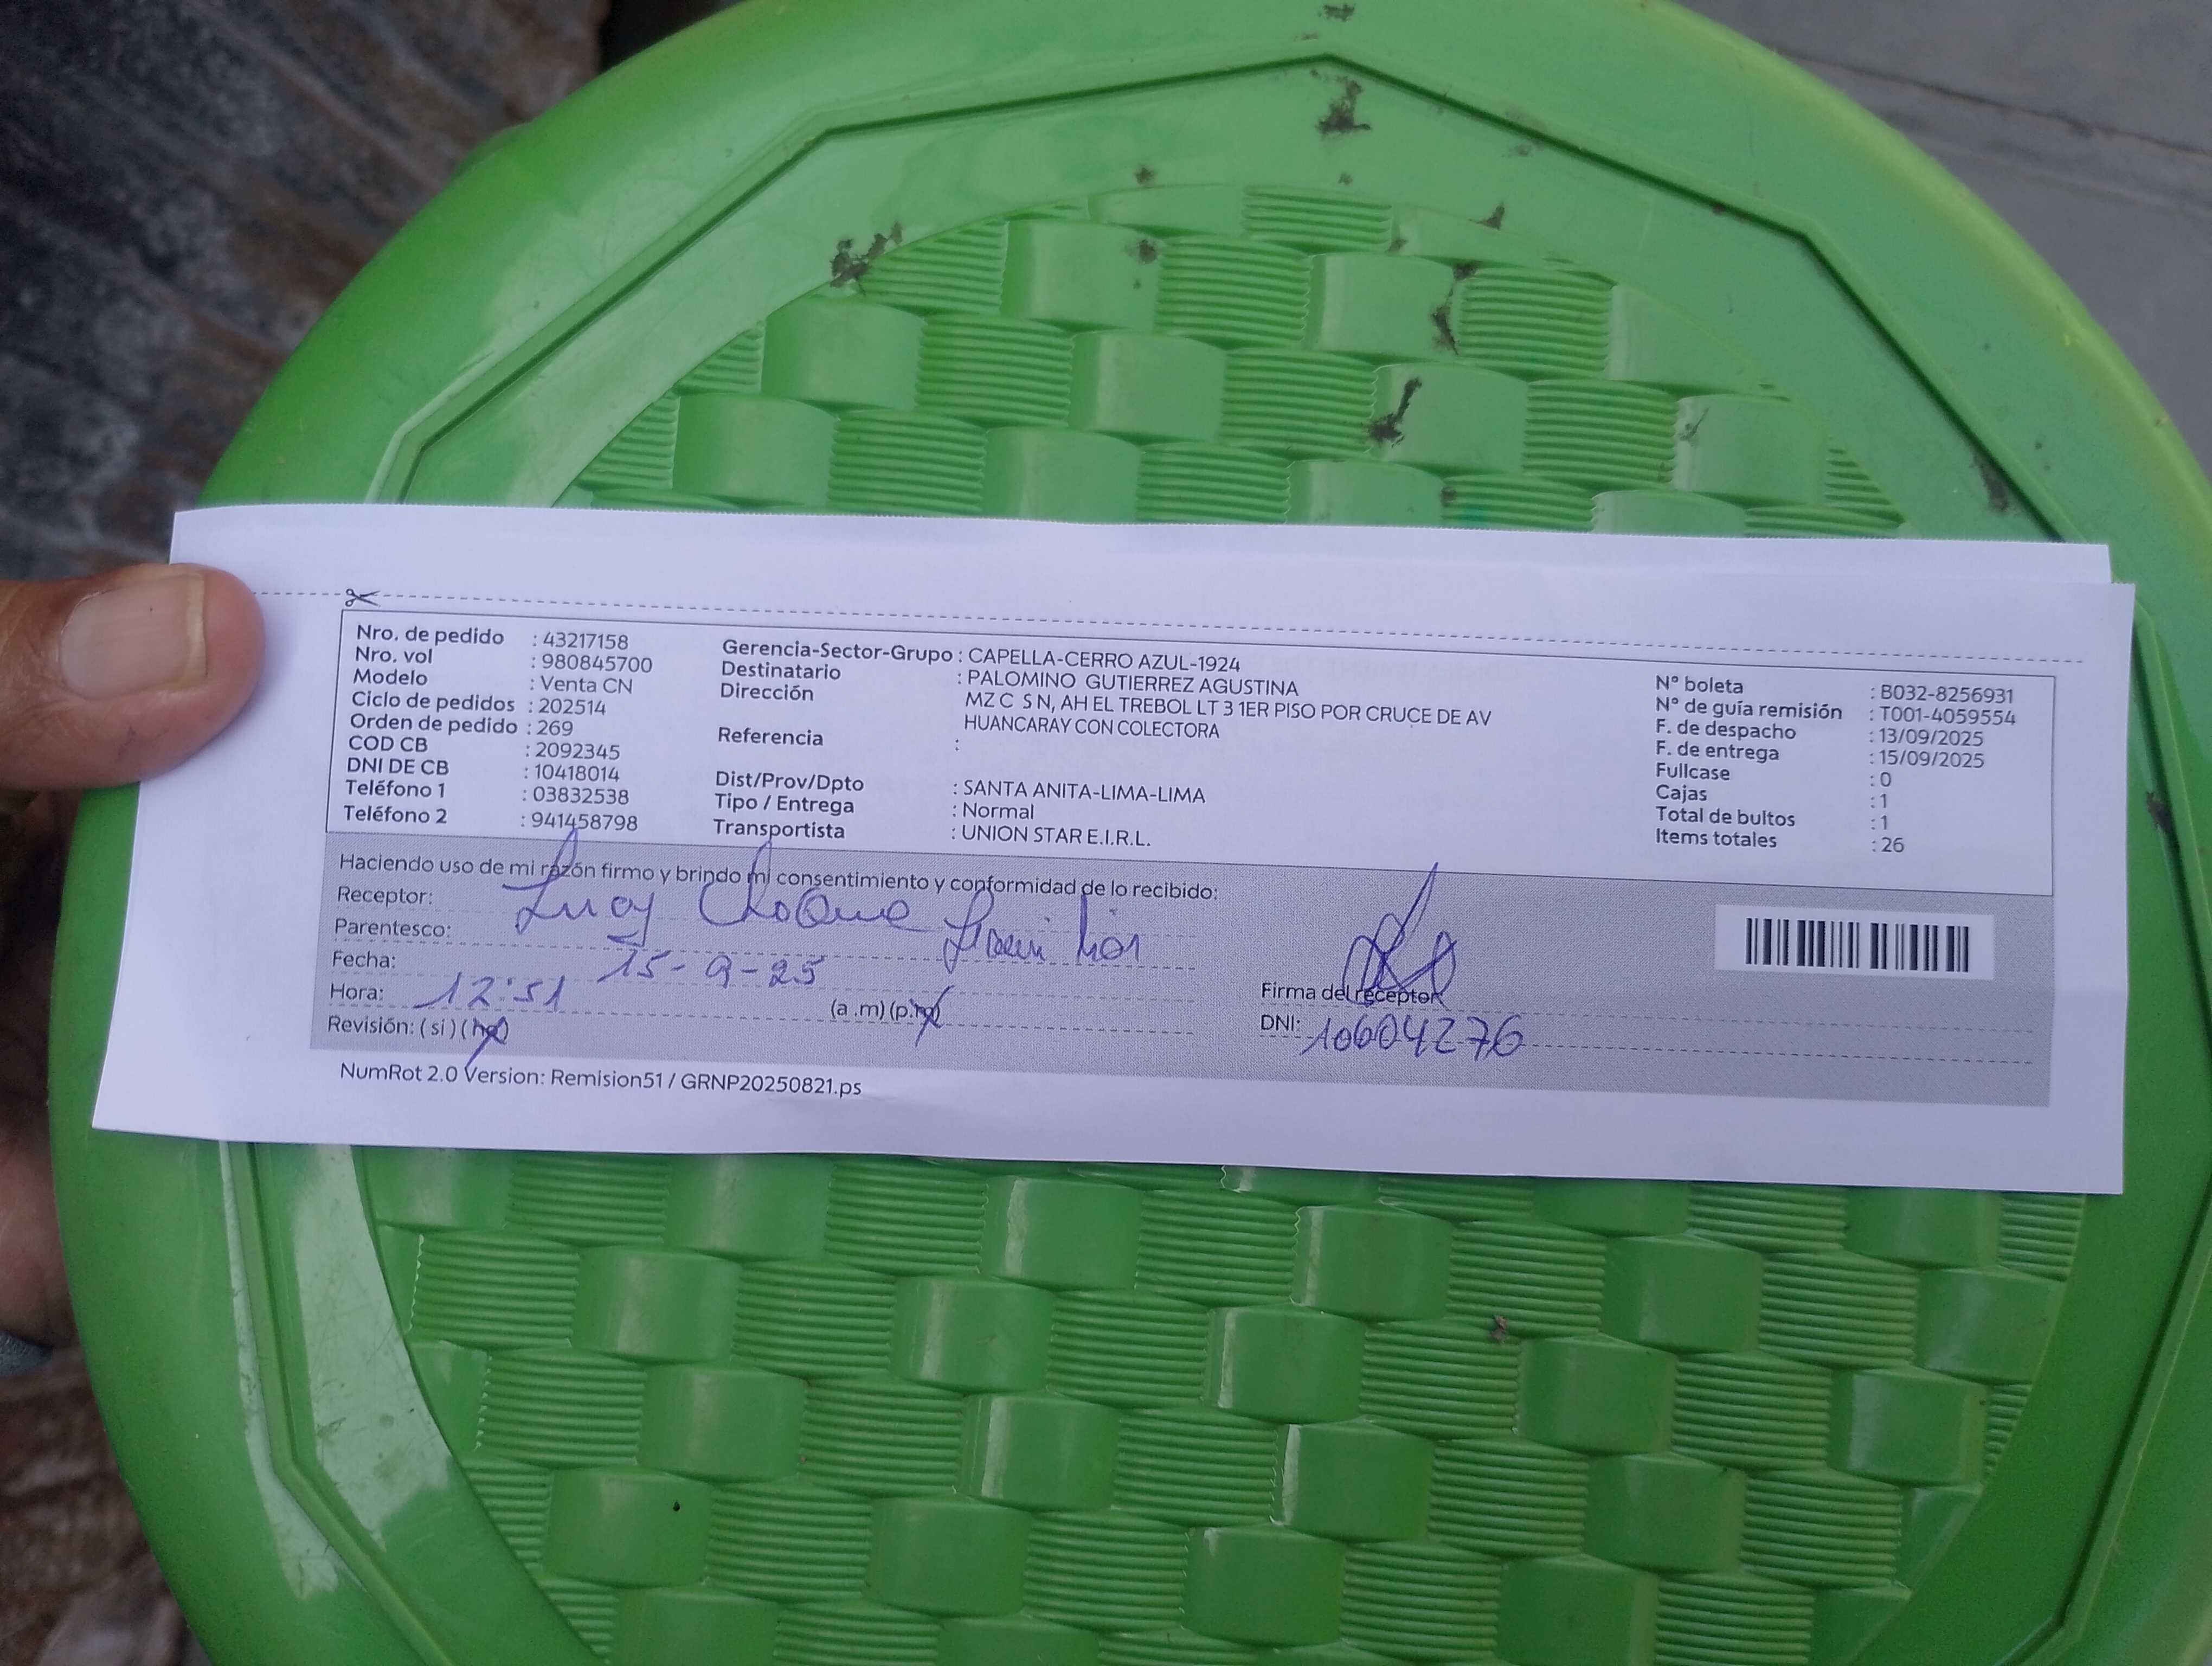 Nro. de pedido : 43217158
Nro. vol : 980845700
Modelo : Venta CN
Ciclo de pedidos : 202514
Orden de pedido : 269
COD CB : 2092345
DNI DE CB : 10418014
Teléfono 1 : 03832538
Teléfono 2 : 941458798
Gerencia-Sector-Grupo : CAPELLA-CERRO AZUL-1924
Destinatario : PALOMINO GUTIERREZ AGUSTINA
Dirección MZ C S N, AH EL TREBOL LT 3 1ER PISO POR CRUCE DE AV
HUANCARAY CON COLECTORA
Referencia :
Dist/Prov/Dpto : SANTA ANITA-LIMA-LIMA
Tipo / Entrega : Normal
Transportista : UNION STAR E.I.R.L.
N° boleta : B032-8256931
N° de guía remisión : T001-4059554
F. de despacho : 13/09/2025
F. de entrega : 15/09/2025
Fullcase : 0
Cajas : 1
Total de bultos : 1
Items totales : 26
Haciendo uso de mi razón firmo y brindo mi consentimiento y conformidad de lo recibido:
Receptor: Lucy Choque
Parentesco:
Fecha: 15-9-25
Hora: 12:51 (a .m) (p.m)
Revisión: ( si ) ( no)
Firma del receptor
DNI: 10604276
NumRot 2.0 Version: Remision51 / GRNP20250821.ps